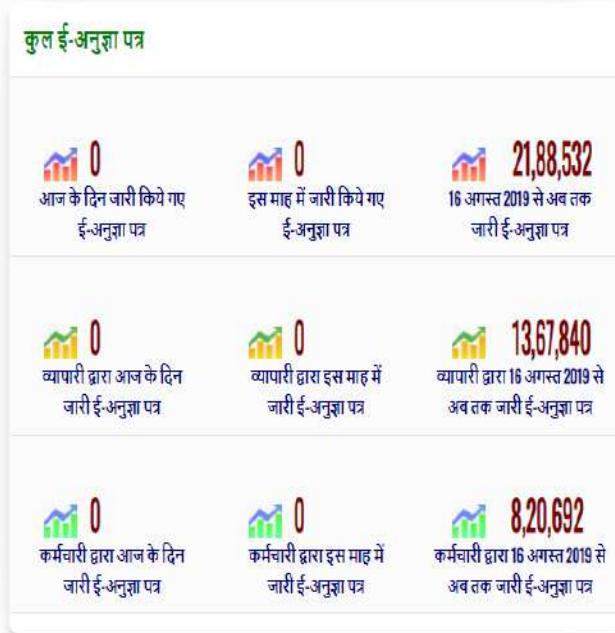 कुल ई-अनुज्ञा पत्र
0
आज के दिन जारी किये गए
ई-अनुज्ञा पत्र
0
इस माह में जारी किये गए
ई-अनुज्ञा पत्र
21,88,532
16 अगस्त 2019 से अब तक
जारी ई-अनुज्ञा पत्र
0
व्यापारी द्वारा आज के दिन
जारी ई-अनुज्ञा पत्र
0
व्यापारी द्वारा इस माह में
जारी ई-अनुज्ञा पत्र
13,67,840
व्यापारी द्वारा 16 अगस्त 2019 से
अब तक जारी ई-अनुज्ञा पत्र
0
कर्मचारी द्वारा आज के दिन
जारी ई-अनुज्ञा पत्र
0
कर्मचारी द्वारा इस माह में
जारी ई-अनुज्ञा पत्र
8,20,692
कर्मचारी द्वारा 16 अगस्त 2019 से
अब तक जारी ई-अनुज्ञा पत्र